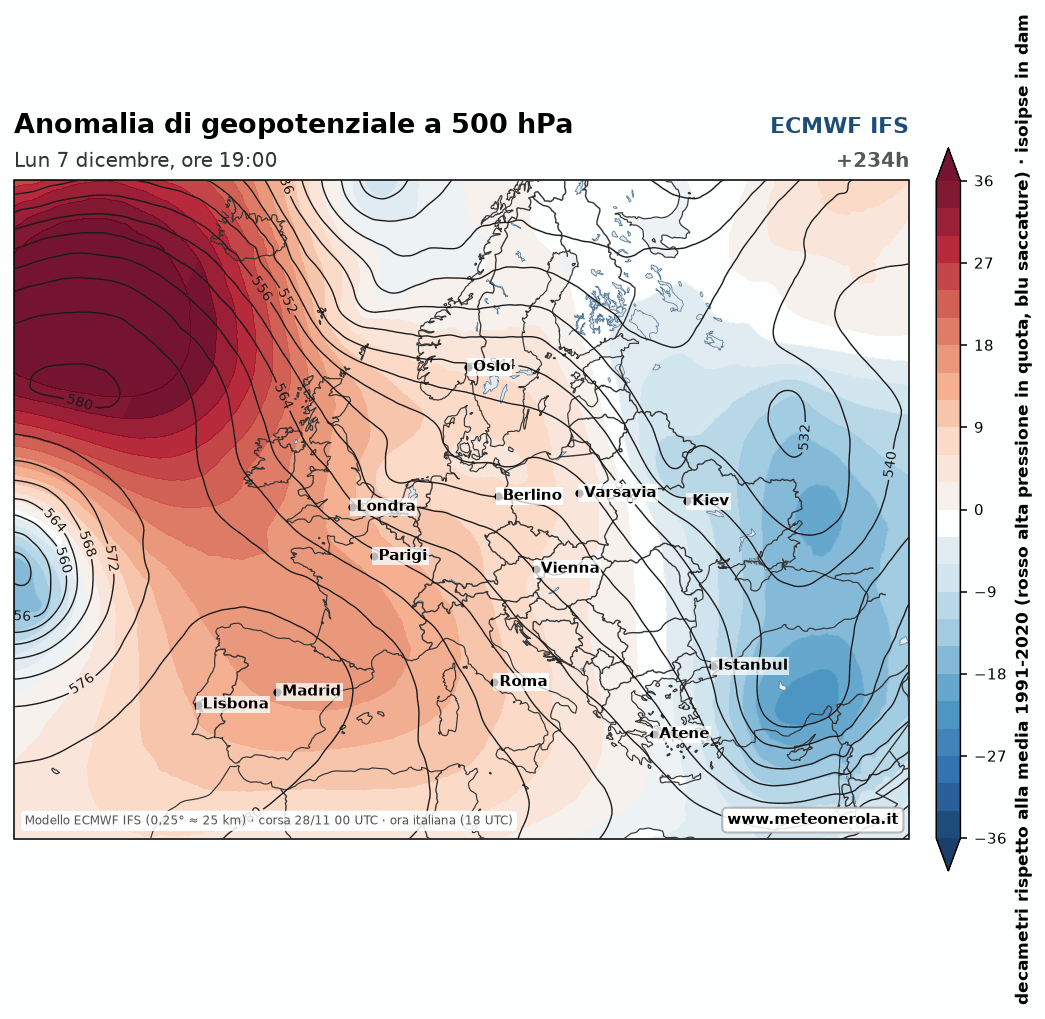 Anomalia di geopotenziale a 500 hPa
ECMWF IFS
Lun 7 dicembre, ore 19:00
+234h
556
552
564
580
532
540
564
560
568
572
56
576
Oslo
Londra
Berlino
Varsavia
Kiev
Parigi
Vienna
Istanbul
Roma
Madrid
Lisbona
Atene
Modello ECMWF IFS (0,25° ≈ 25 km) · corsa 28/11 00 UTC · ora italiana (18 UTC)
www.meteonerola.it
36
27
18
9
0
−9
−18
−27
−36
decametri rispetto alla media 1991-2020 (rosso alta pressione in quota, blu saccature) · isoipse in dam